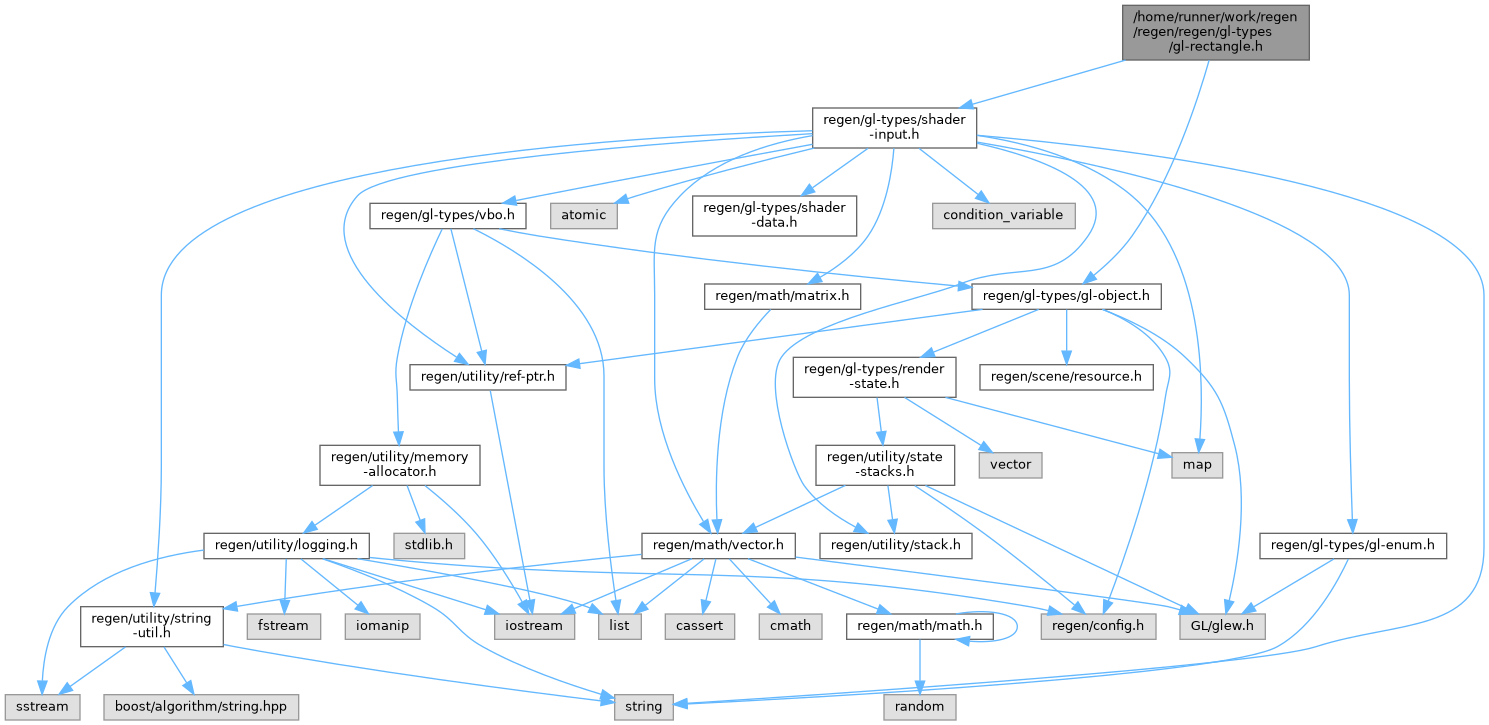 /home/runner/work/regen
/regen/regen/gl-types
/gl-rectangle.h
regen/gl-types/shader
-input.h
regen/gl-types/vbo.h
atomic
regen/gl-types/shader
-data.h
condition_variable
regen/math/matrix.h
regen/gl-types/gl-object.h
regen/utility/ref-ptr.h
regen/gl-types/render
-state.h
regen/scene/resource.h
regen/utility/memory
-allocator.h
regen/utility/state
-stacks.h
vector
map
regen/utility/logging.h
stdlib.h
regen/math/vector.h
regen/utility/stack.h
regen/gl-types/gl-enum.h
regen/utility/string
-util.h
fstream
iomanip
iostream
list
cassert
cmath
regen/math/math.h
regen/config.h
GL/glew.h
sstream
boost/algorithm/string.hpp
string
random